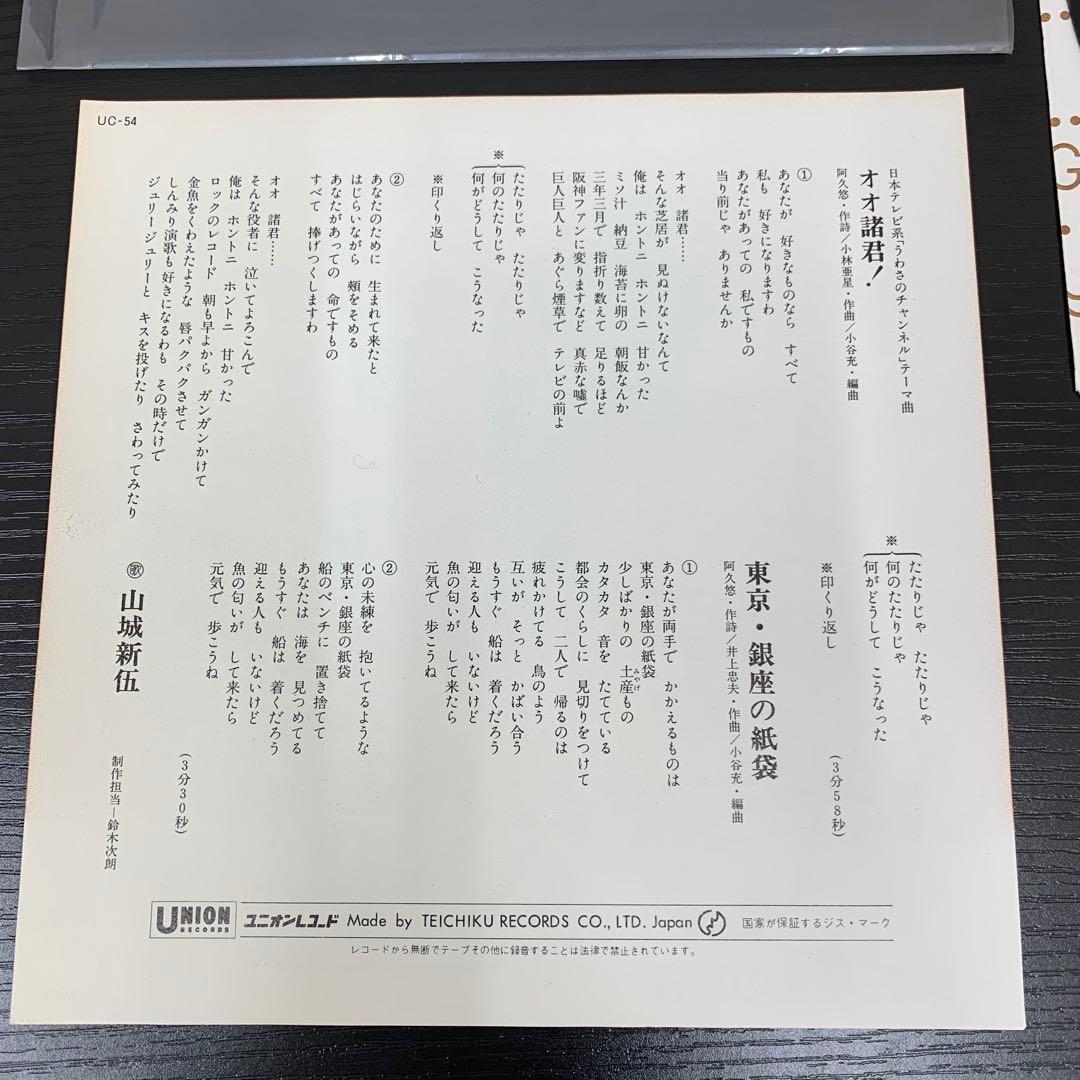 UC-54
日本テレビ系「うわさのチャンネル」テーマ曲
オオ諸君!
阿久悠・作詩/小林亜星・作曲/小谷充・編曲
①
あなたが 好きなものなら すべて
私も 好きになりますわ
あなたがあっての 私ですもの
当り前じゃ ありませんか
オオ 諸君……
そんな芝居が 見ぬけないなんて
俺は ホントニ ホントニ 甘かった
ミソ汁 納豆 海苔に卵の 朝飯なんか
三年三月で 指折り数えて 足りるほど
阪神ファンに変りますなど 真赤な嘘で
巨人巨人と あぐら煙草で テレビの前よ
※
たたりじゃ たたりじゃ
何のたたりじゃ
何がどうして こうなった
※印くり返し
②
あなたのために 生まれて来たと
はじらいながら 頬をそめる
あなたがあっての 命ですもの
すべて 捧げつくしますわ
オオ 諸君……
そんな役者に 泣いてよろこんで
俺は ホントニ ホントニ 甘かった
ロックのレコード 朝も早よから ガンガンかけて
金魚をくわえたような 唇パクパクさせて
しんみり演歌も好きになるわも その時だけで
ジュリージュリーと キスを投げたり さわってみたり
※
たたりじゃ たたりじゃ
何のたたりじゃ
何がどうして こうなった
※印くり返し
(3分58秒)
東京・銀座の紙袋
阿久悠・作詩/井上忠夫・作曲/小谷充・編曲
①
あなたが両手で かかえるものは
東京・銀座の紙袋
少しばかりの 土産もの
みやげ
カタカタ 音を たてている
都会のくらしに 見切りをつけて
こうして 二人で 帰るのは
疲れかけてる 鳥のよう
互いが そっと かばい合う
もうすぐ 船は 着くだろう
迎える人も いないけど
魚の匂いが して来たら
元気で 歩こうね
②
心の未練を 抱いてるような
東京・銀座の紙袋
船のベンチに 置き捨てて
あなたは 海を 見つめてる
もうすぐ 船は 着くだろう
迎える人も いないけど
魚の匂いが して来たら
元気で 歩こうね
(3分30秒)
歌 山城新伍
制作担当―鈴木次朗
UNION RECORDS ユニオンレコード Made by TEICHIKU RECORDS CO., LTD. Japan 国家が保証するジス・マーク
レコードから無断でテープその他に録音することは法律で禁止されています。